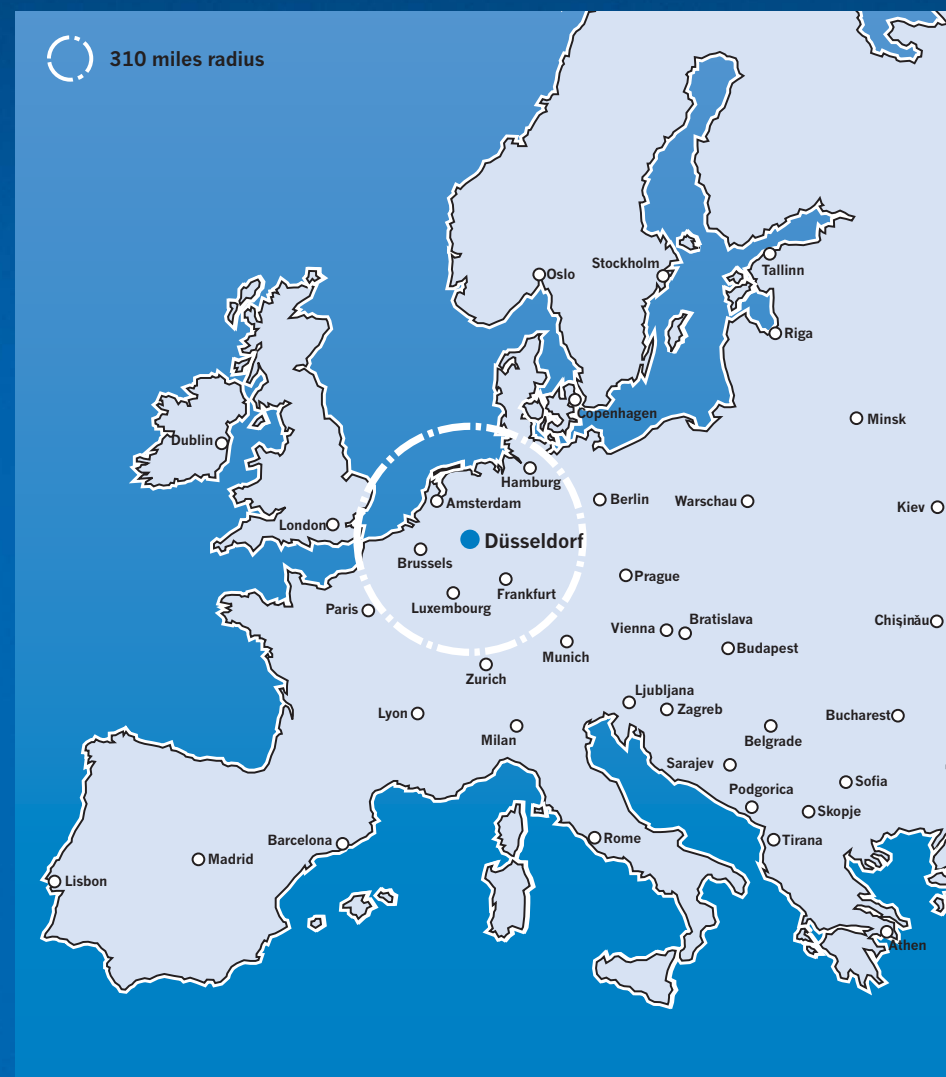 310 miles radius
Oslo
Stockholm
Tallinn
Riga
Copenhagen
Minsk
Dublin
Hamburg
Amsterdam
Berlin
Warschau
Kiev
London
Düsseldorf
Brussels
Prague
Frankfurt
Luxembourg
Paris
Bratislava
Vienna
Chişinău
Budapest
Munich
Zurich
Ljubljana
Zagreb
Lyon
Bucharest
Milan
Belgrade
Sarajev
Sofia
Podgorica
Skopje
Barcelona
Rome
Tirana
Madrid
Lisbon
Athen